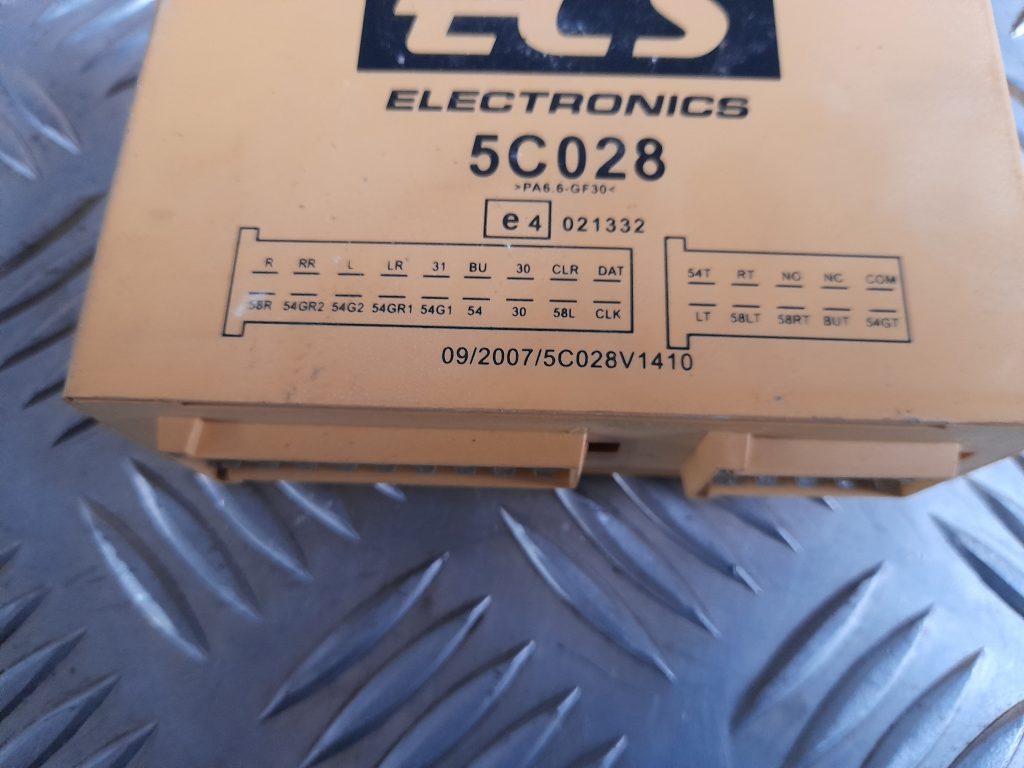 ECS
ELECTRONICS
5C028
>PA6.6-GF30<
e4 021332
R RR L LR 31 BU 30 CLR DAT
58R 54GR2 54G2 54GR1 54G1 54 30 58L CLK
54T RT NO NC COM
LT 58LT 58RT BUT 54GT
09/2007/5C028V1410